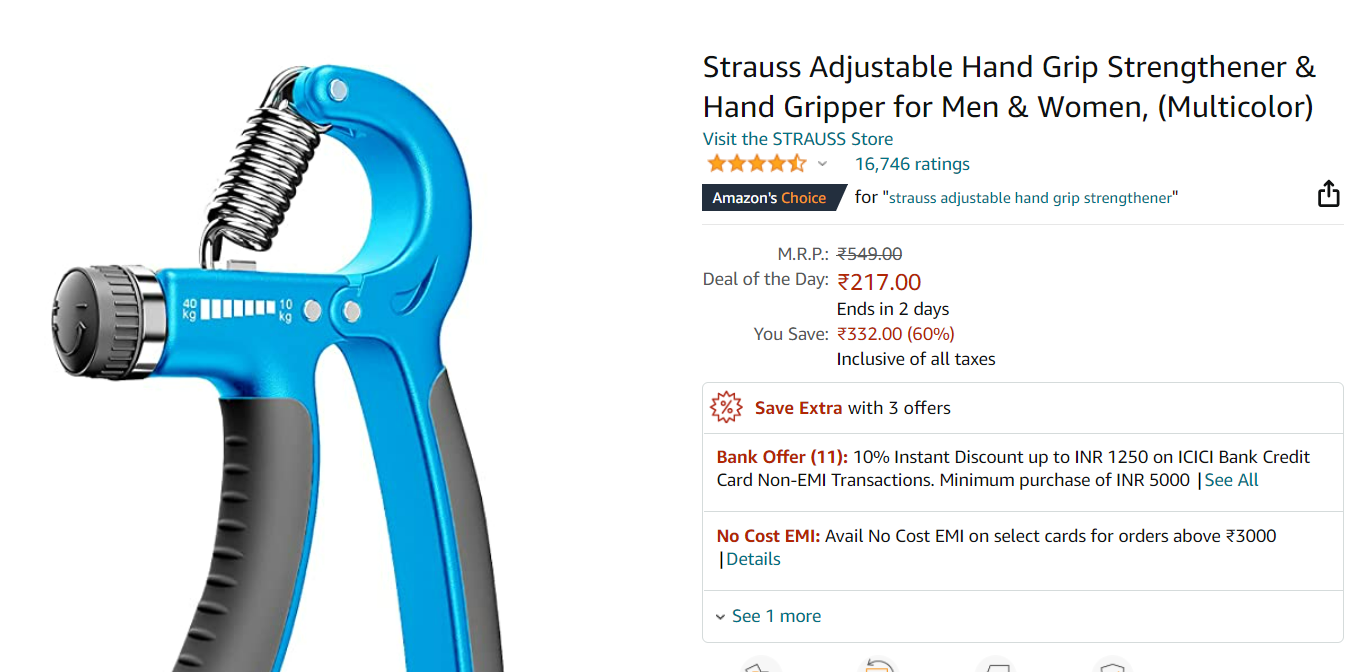 Strauss Adjustable Hand Grip Strengthener &
Hand Gripper for Men & Women, (Multicolor)
Visit the STRAUSS Store
16,746 ratings
Amazon's Choice for "strauss adjustable hand grip strengthener"
M.R.P.: ₹549.00
Deal of the Day: ₹217.00
Ends in 2 days
You Save: ₹332.00 (60%)
Inclusive of all taxes
Save Extra with 3 offers
Bank Offer (11): 10% Instant Discount up to INR 1250 on ICICI Bank Credit
Card Non-EMI Transactions. Minimum purchase of INR 5000 |See All
No Cost EMI: Avail No Cost EMI on select cards for orders above ₹3000
|Details
See 1 more
40 10
kg kg